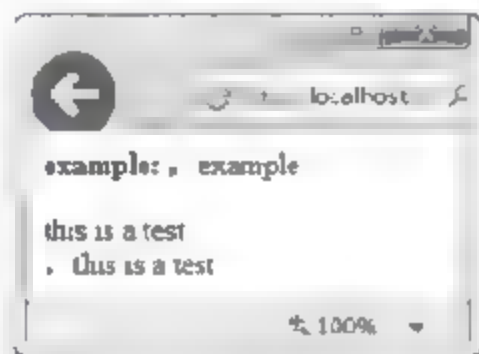 localhost
example: , example
this is a test
, this is a test
100%